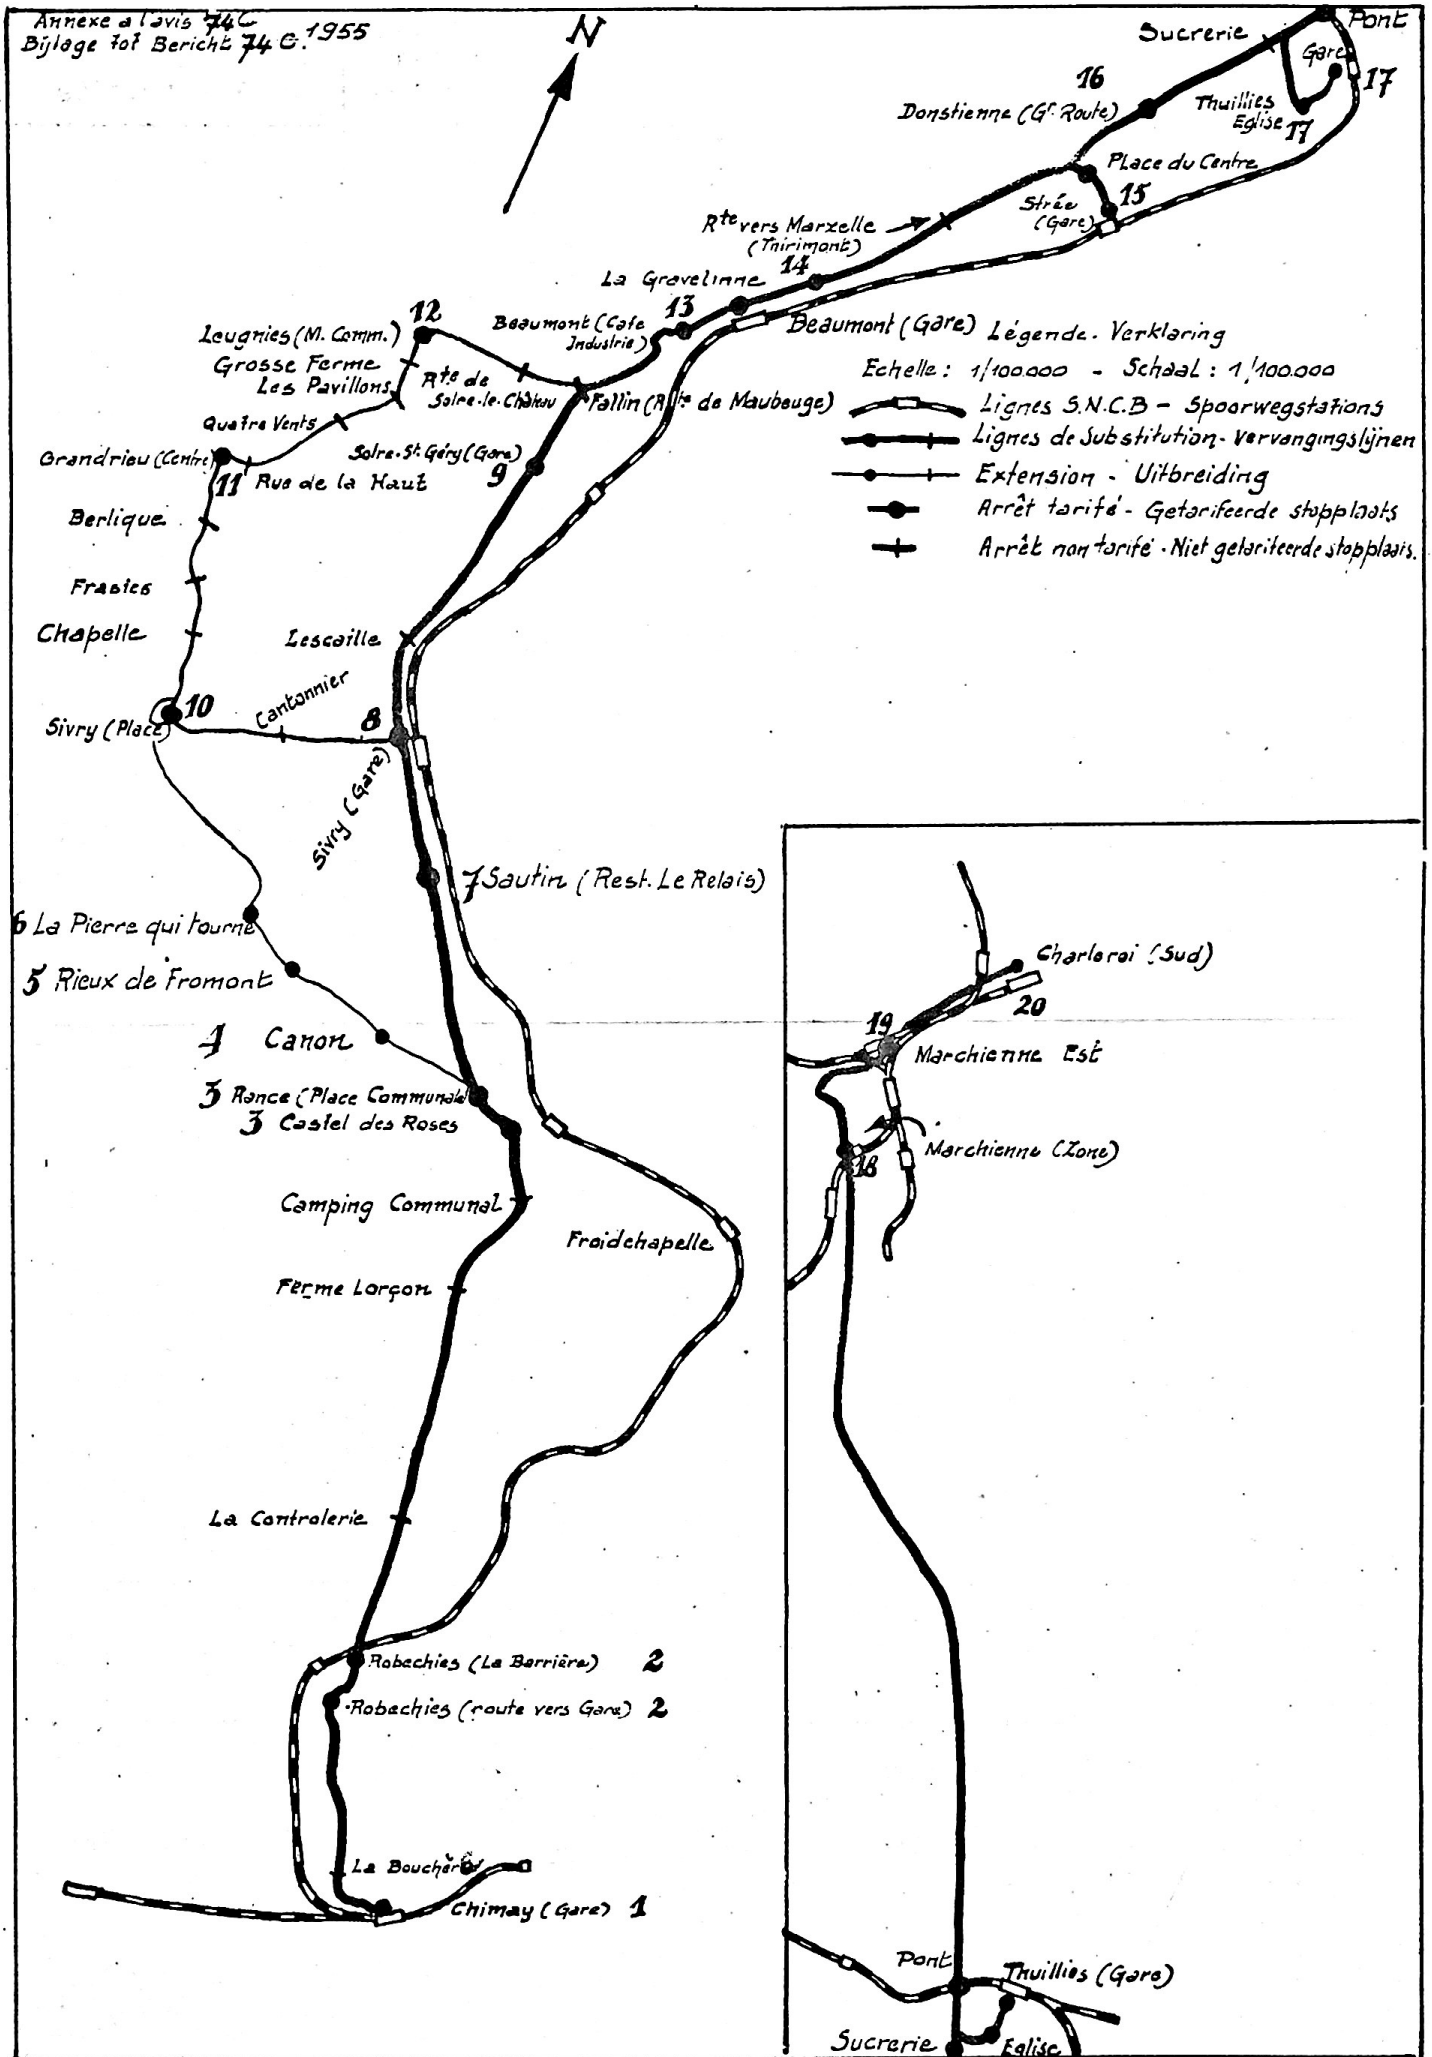 Annexe a l'avis 74C
Bijlage tot Bericht 74 C. 1955
N
Sucrerie
Pont
Gare
17
16
Donstienne (Gr Route)
Thuillies
Eglise 17
Place du Centre
15
Strée
(Gare)
Rte vers Marzelle
(Thirimont)
14
La Gravelinne
13
Beaumont (Cafe
Industrie)
Beaumont (Gare)
12
Leugnies (M. Comm.)
Grosse Ferme
Les Pavillons
Rte de
Solre-le-Château
Fallin (Rte de Maubeuge)
Quatre Vents
Grandrieu (Centre)
11
Rue de la Haut
Solre-St Géry (Gare)
9
Berlique
Frasies
Chapelle
Lescaille
Sivry (Place)
10
Cantonnier
8
Sivry (Gare)
Légende. Verklaring
Echelle: 1/100.000 - Schaal: 1/100.000
Lignes S.N.C.B - Spoorwegstations
Lignes de Substitution - Vervangingslijnen
Extension - Uitbreiding
Arrêt tarifé - Getarifeerde stopplaats
Arrêt non tarifé - Niet getarifeerde stopplaats.
7 Sautin (Rest. Le Relais)
6 La Pierre qui tourne
5 Rieux de Fromont
4 Canon
3 Rance (Place Communale
3 Castel des Roses
Camping Communal
Froidchapelle
Ferme Lorçon
La Controlerie
Robechies (La Barrière) 2
Robechies (route vers Gare) 2
La Bouchère
Chimay (Gare) 1
Charleroi (Sud)
20
19
Marchienne Est
Marchienne (Zone)
18
Pont
Thuillies (Gare)
Sucrerie
Eglise